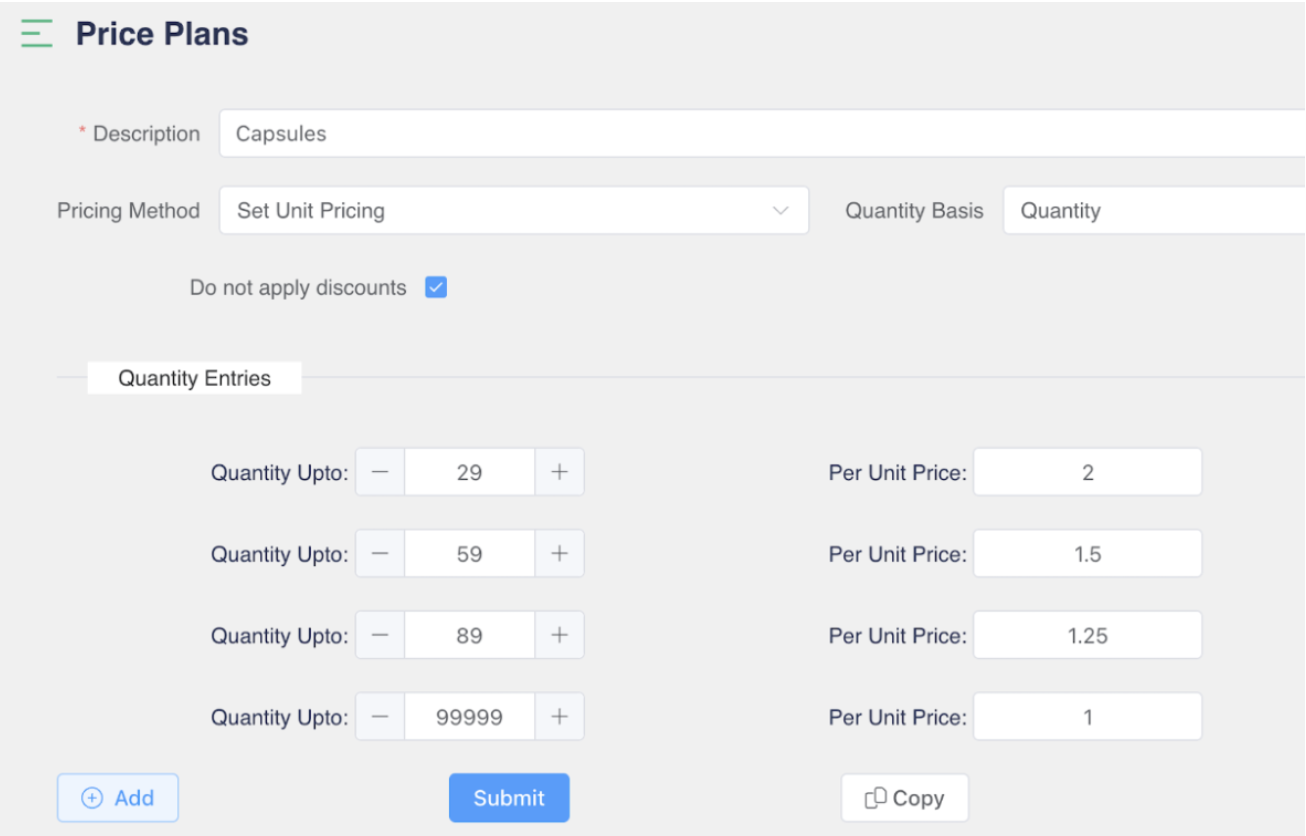 Price Plans
* Description Capsules
Pricing Method Set Unit Pricing Quantity Basis Quantity
Do not apply discounts
Quantity Entries
Quantity Upto: − 29 + Per Unit Price: 2
Quantity Upto: − 59 + Per Unit Price: 1.5
Quantity Upto: − 89 + Per Unit Price: 1.25
Quantity Upto: − 99999 + Per Unit Price: 1
Add Submit Copy